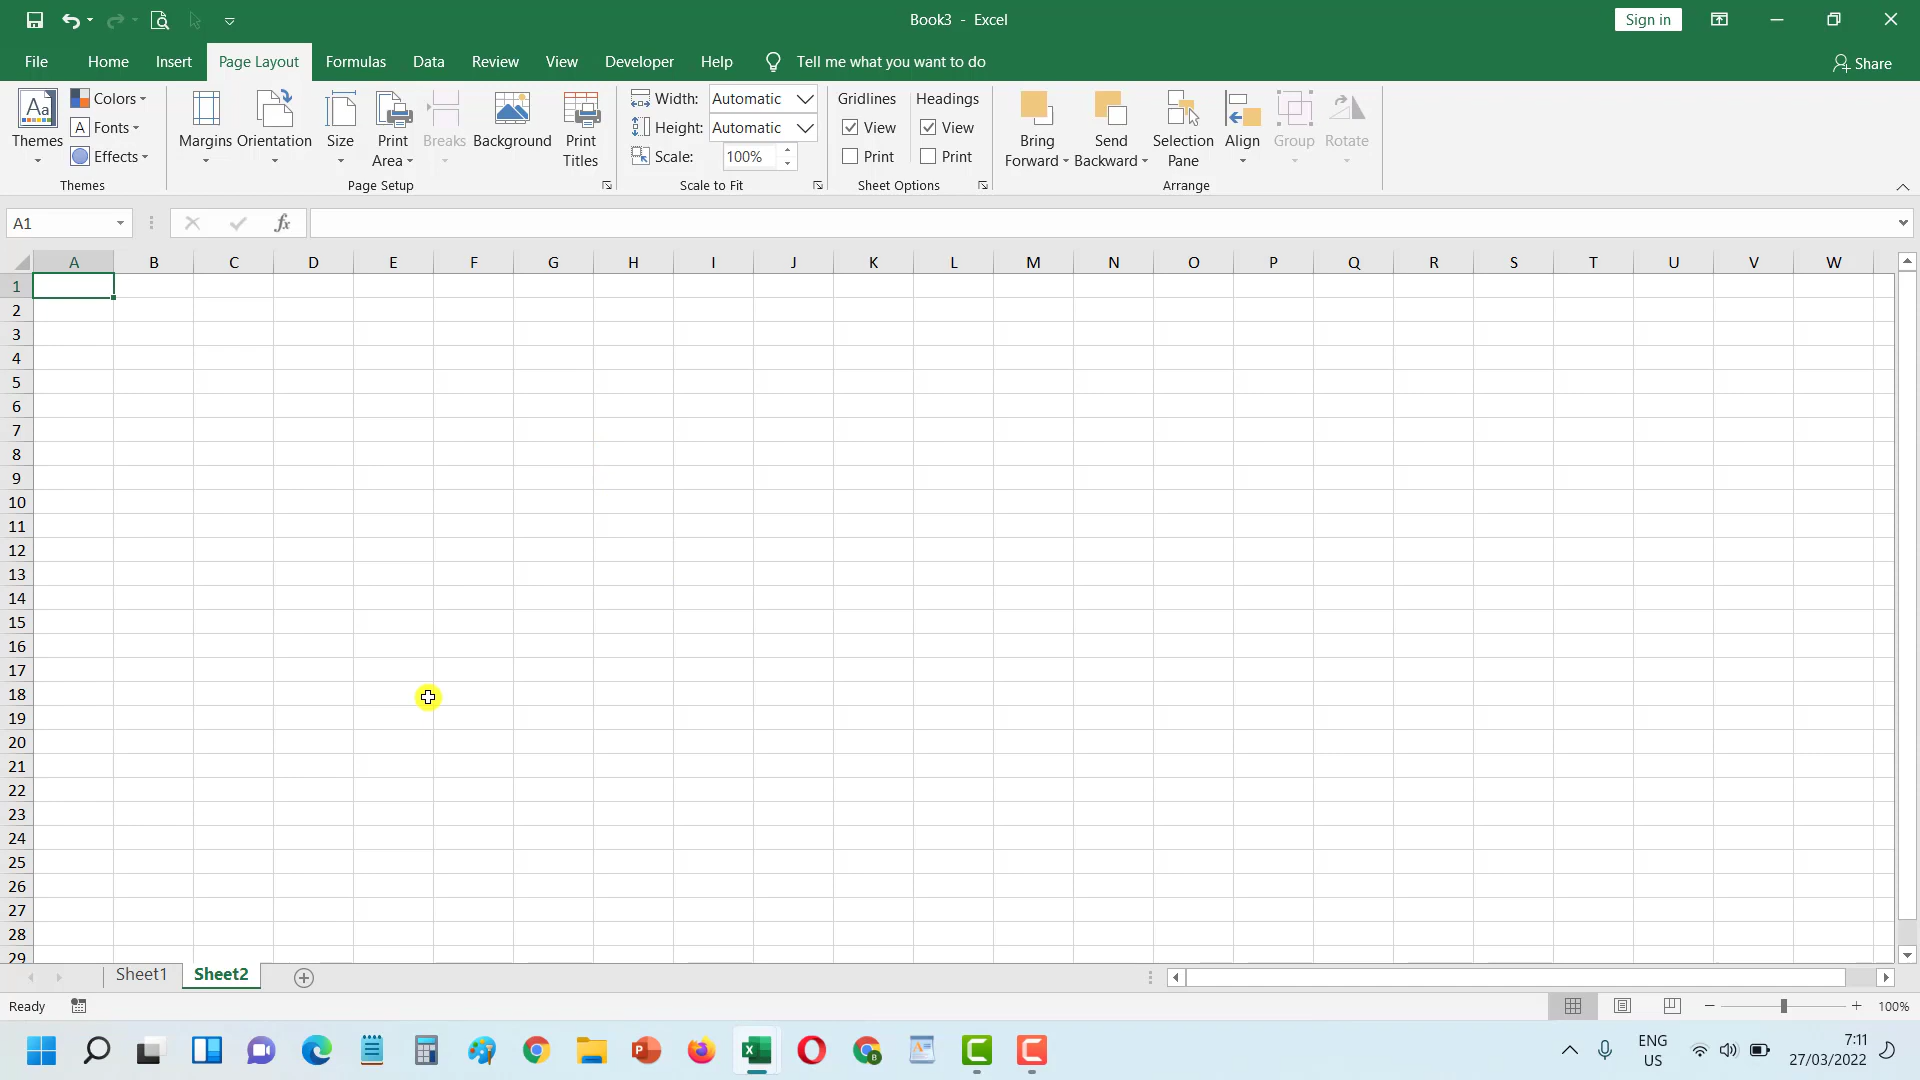 Book3 - Excel
Sign in
File Home Insert Page Layout Formulas Data Review View Developer Help Tell me what you want to do Share
Themes
Colors
Fonts
Effects
Themes
Margins
Orientation
Size
Print Area
Breaks
Background
Print Titles
Page Setup
Width: Automatic
Height: Automatic
Scale: 100%
Scale to Fit
Gridlines
View
Print
Headings
View
Print
Sheet Options
Bring Forward
Send Backward
Selection Pane
Align
Group
Rotate
Arrange
A1
fx
A B C D E F G H I J K L M N O P Q R S T U V W
1
2
3
4
5
6
7
8
9
10
11
12
13
14
15
16
17
18
19
20
21
22
23
24
25
26
27
28
29
Sheet1 Sheet2
Ready
100%
ENG
US
7:11
27/03/2022